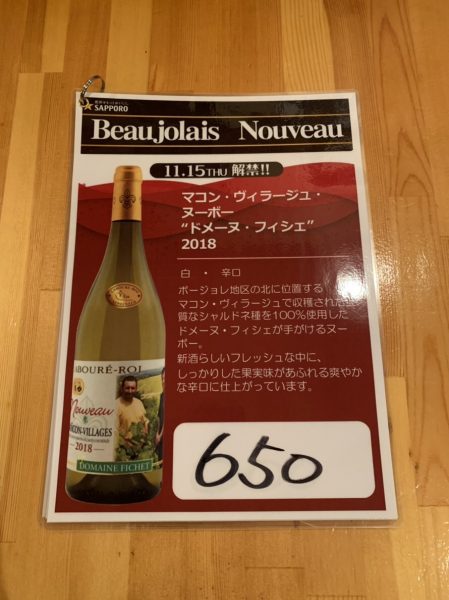 SAPPORO
Beaujolais Nouveau
11.15THU 解禁!!
マコン・ヴィラージュ・
ヌーボー
“ドメーヌ・フィシェ”
2018
白 ・ 辛口
ボージョレ地区の北に位置する
マコン・ヴィラージュで収穫された
質なシャルドネ種を100%使用した
ドメーヌ・フィシェが手がけるヌー
ボー。
新酒らしいフレッシュな中に、
しっかりした果実味があふれる爽やか
な辛口に仕上がっています。
ABOURÉ-ROI
Nouveau
ÂCON-VILLAGES
2018
DOMAINE FICHET
650